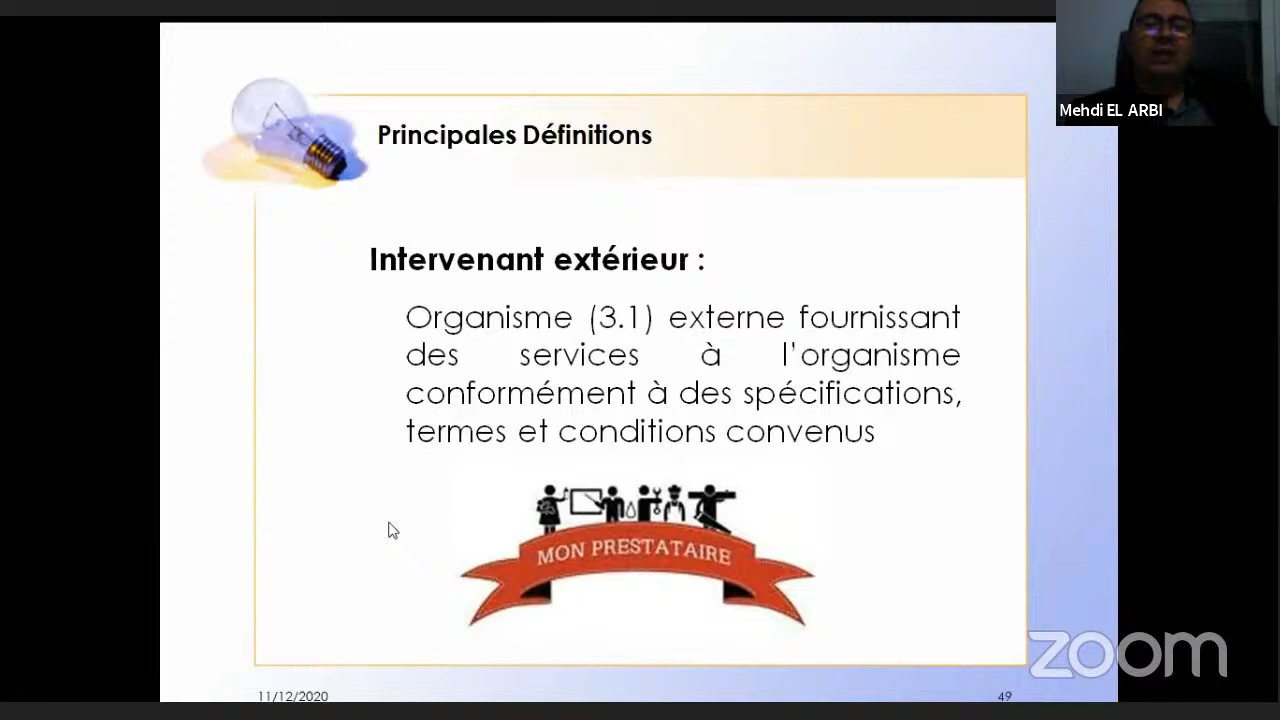 Mehdi EL ARBI
Principales Définitions
Intervenant extérieur :
Organisme (3.1) externe fournissant
des services à l'organisme
conformément à des spécifications,
termes et conditions convenus
MON PRESTATAIRE
zoom
11/12/2020
49